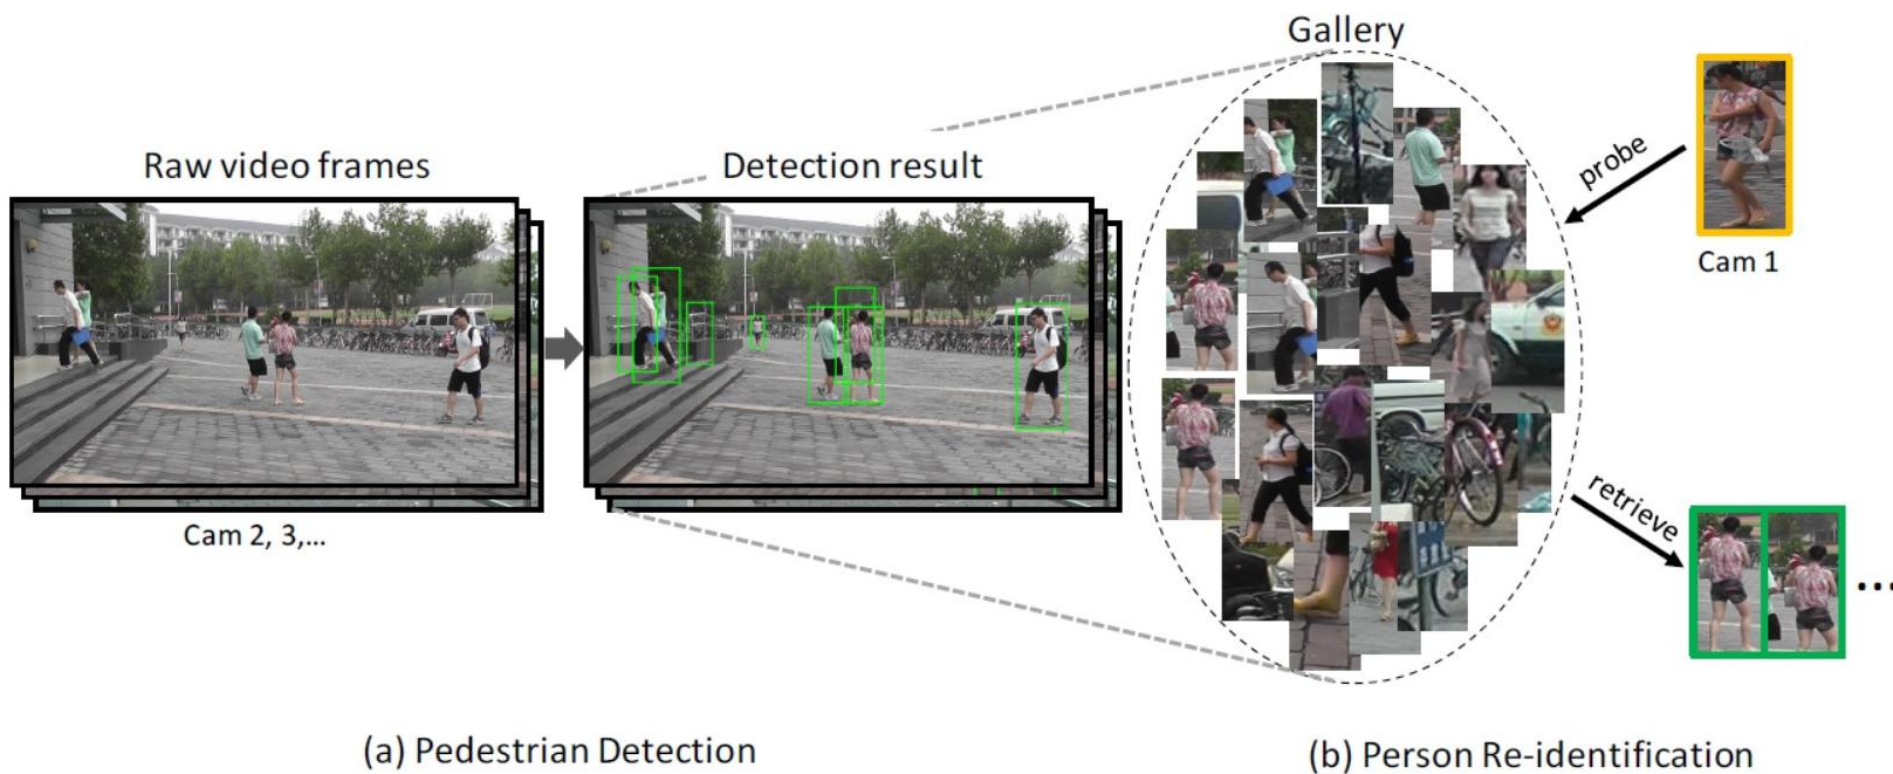 Gallery
Raw video frames
Detection result
probe
Cam 1
retrieve
...
Cam 2, 3,...
(a) Pedestrian Detection
(b) Person Re-identification